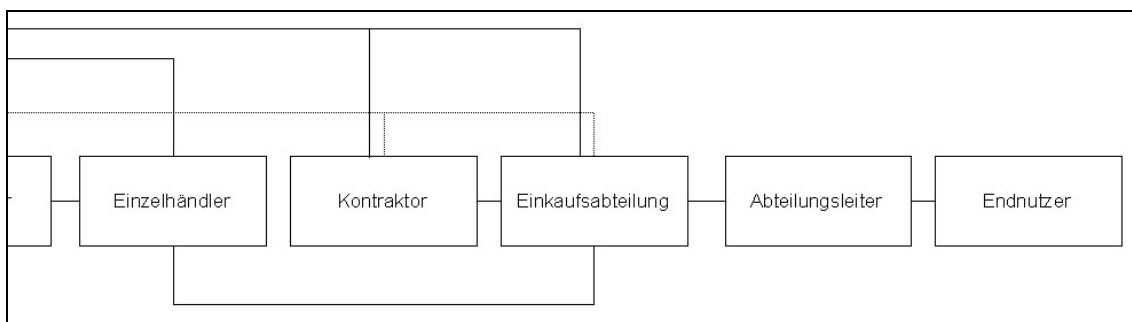 Einzelhändler
Kontraktor
Einkaufsabteilung
Abteilungsleiter
Endnutzer